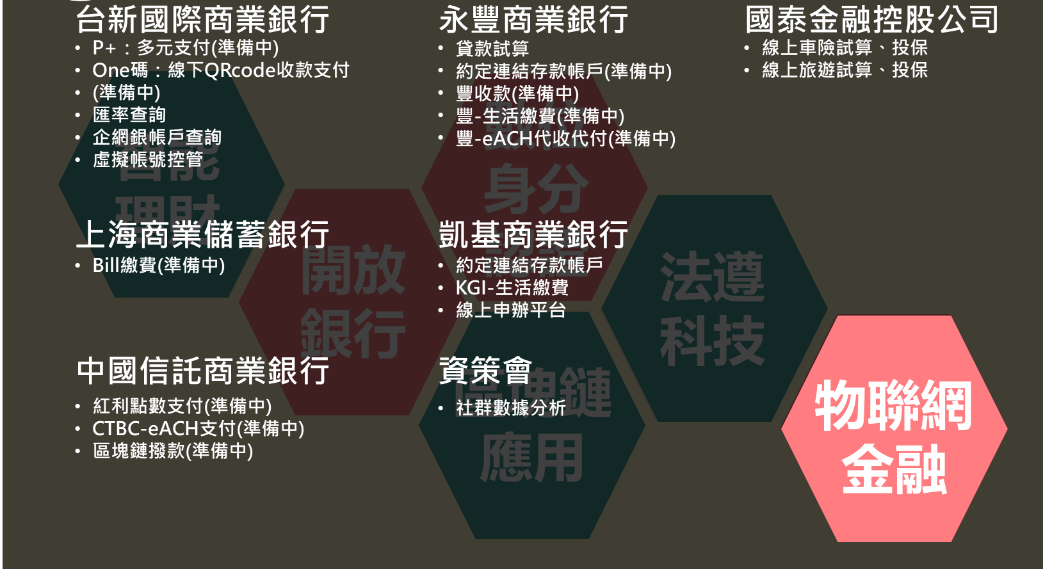 台新國際商業銀行
• P+：多元支付(準備中)
• One碼：線下QRcode收款支付
• (準備中)
• 匯率查詢
• 企網銀帳戶查詢
• 虛擬帳號控管
永豐商業銀行
• 貸款試算
• 約定連結存款帳戶(準備中)
• 豐收款(準備中)
• 豐-生活繳費(準備中)
• 豐-eACH代收代付(準備中)
國泰金融控股公司
• 線上車險試算、投保
• 線上旅遊試算、投保
上海商業儲蓄銀行
• Bill繳費(準備中)
凱基商業銀行
• 約定連結存款帳戶
• KGI-生活繳費
• 線上申辦平台
中國信託商業銀行
• 紅利點數支付(準備中)
• CTBC-eACH支付(準備中)
• 區塊鏈撥款(準備中)
資策會
• 社群數據分析
理財
開放
銀行
身分
區塊鏈
應用
法遵
科技
物聯網
金融